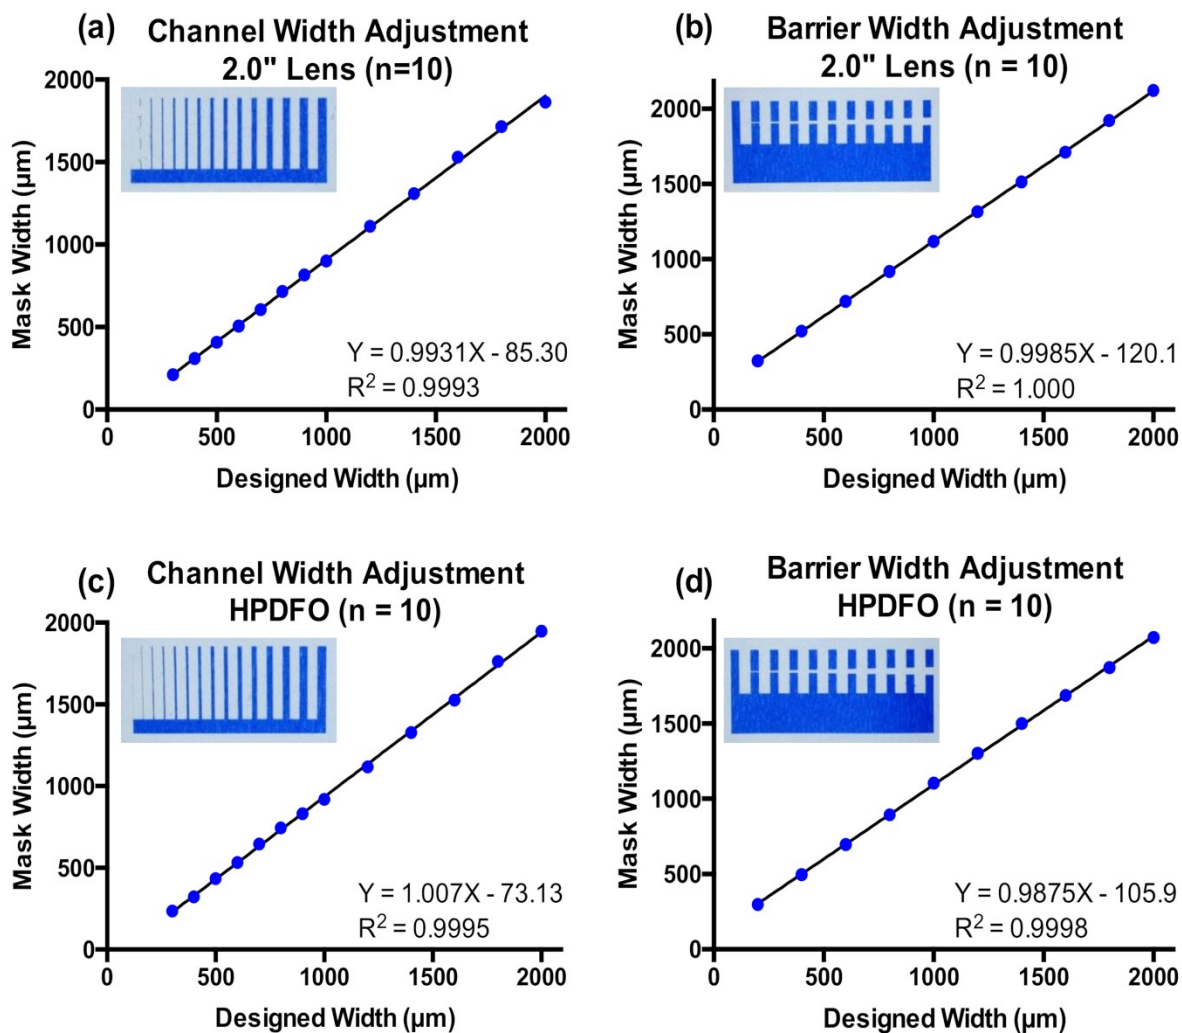 (a) Channel Width Adjustment
2.0" Lens (n=10)
Mask Width (µm)
2000
1500
1000
500
0
Y = 0.9931X - 85.30
R² = 0.9993
0 500 1000 1500 2000
Designed Width (µm)
(b) Barrier Width Adjustment
2.0" Lens (n = 10)
Mask Width (µm)
2000
1500
1000
500
0
Y = 0.9985X - 120.1
R² = 1.000
0 500 1000 1500 2000
Designed Width (µm)
(c) Channel Width Adjustment
HPDFO (n = 10)
Mask Width (µm)
2000
1500
1000
500
0
Y = 1.007X - 73.13
R² = 0.9995
0 500 1000 1500 2000
Designed Width (µm)
(d) Barrier Width Adjustment
HPDFO (n = 10)
Mask Width (µm)
2000
1500
1000
500
0
Y = 0.9875X - 105.9
R² = 0.9998
0 500 1000 1500 2000
Designed Width (µm)